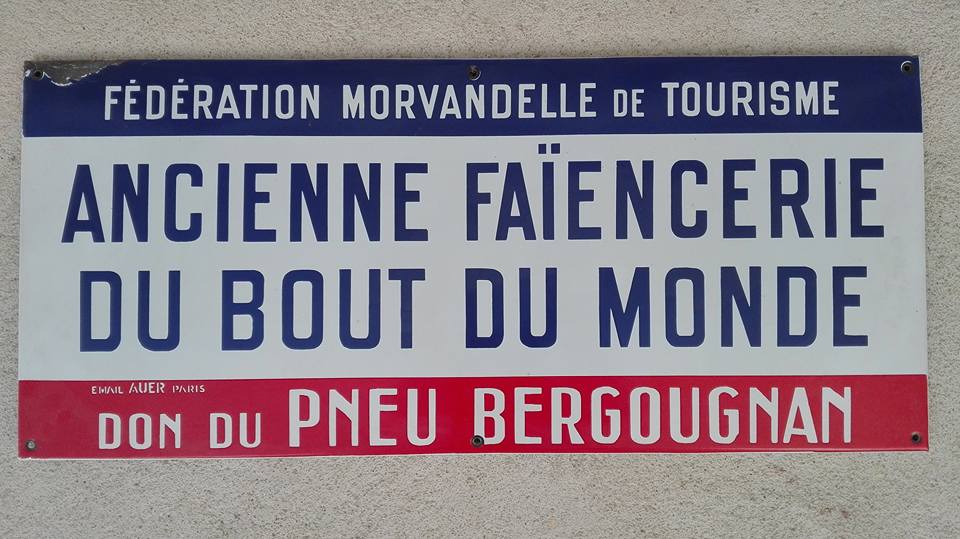 FÉDÉRATION MORVANDELLE DE TOURISME
ANCIENNE FAÏENCERIE
DU BOUT DU MONDE
EMAIL AUER PARIS
DON DU PNEU BERGOUGNAN